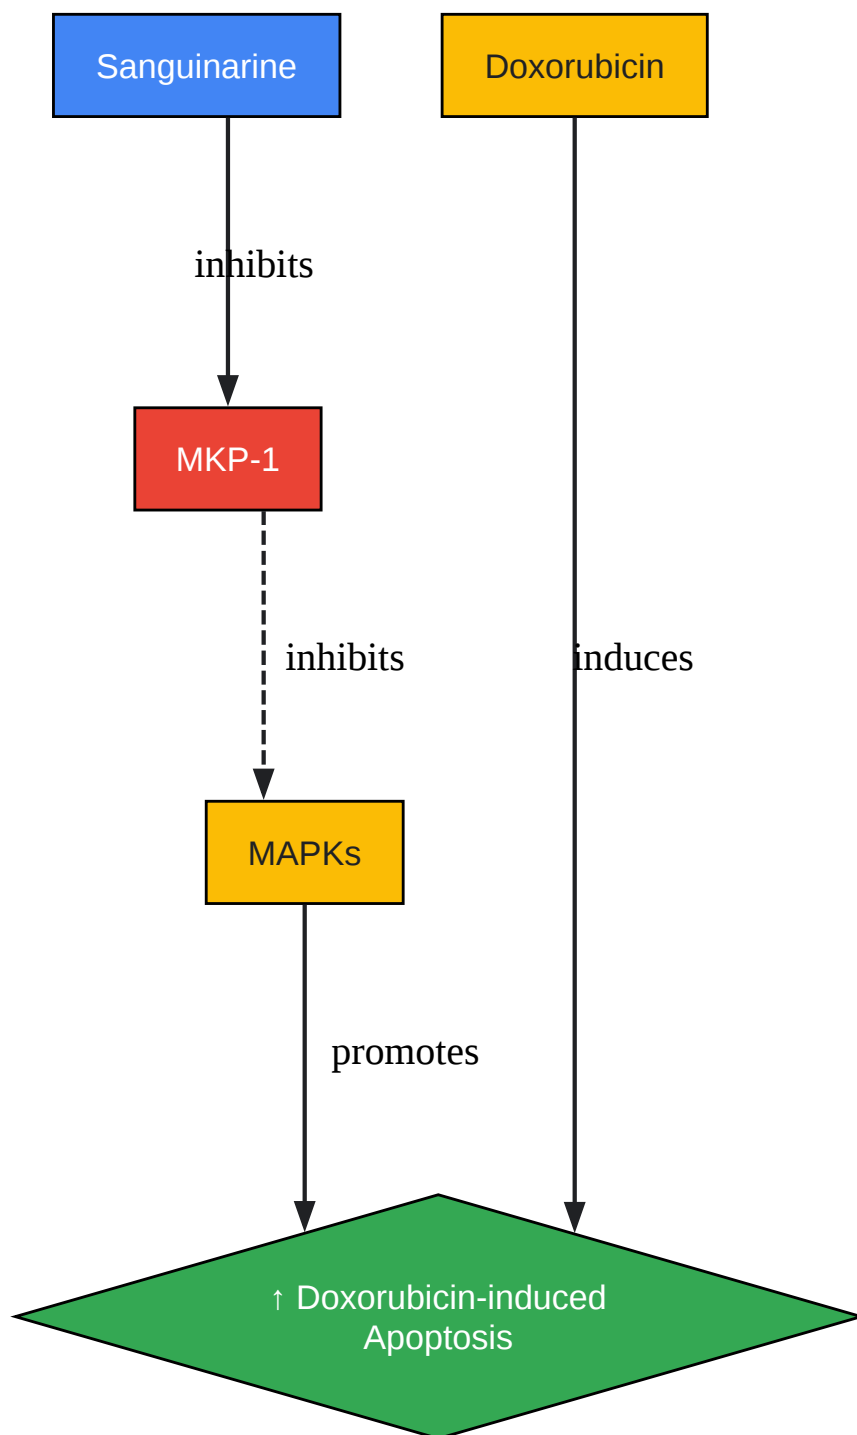 Sanguinarine
Doxorubicin
inhibits
MKP-1
inhibits
induces
MAPKs
promotes
↑ Doxorubicin-induced
Apoptosis